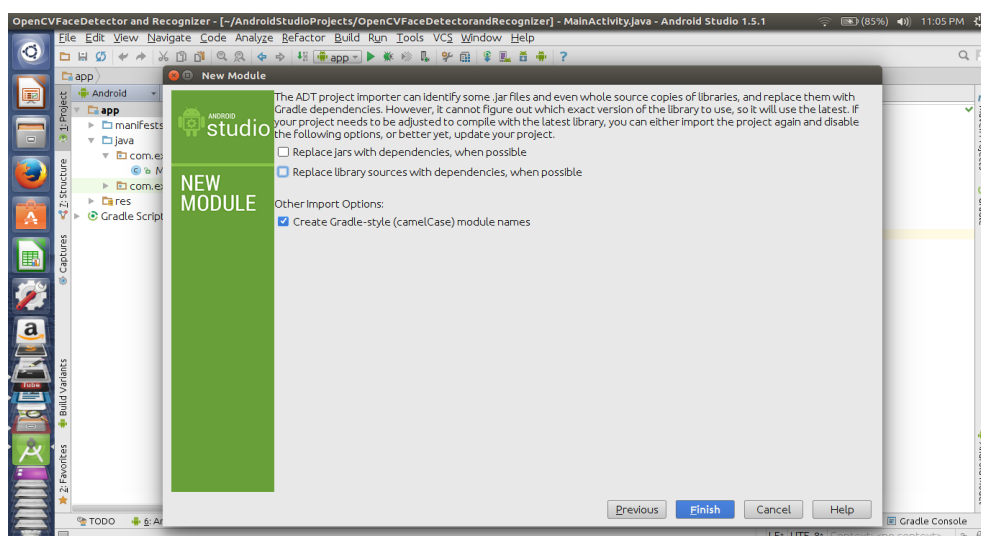 OpenCVFaceDetector and Recognizer - [~/AndroidStudioProjects/OpenCVFaceDetectorandRecognizer] - MainActivity.java - Android Studio 1.5.1
(85%) 11:05 PM
File Edit View Navigate Code Analyze Refactor Build Run Tools VCS Window Help
app
app
New Module
Android
1: Project
app
manifests
java
com.ex
M
com.ex
res
Gradle Script
Z: Structure
Captures
Build Variants
2: Favorites
a
Tube
ANDROID
studio
NEW
MODULE
The ADT project importer can identify some .jar files and even whole source copies of libraries, and replace them with
Gradle dependencies. However, it cannot figure out which exact version of the library to use, so it will use the latest. If
your project needs to be adjusted to compile with the latest library, you can either import the project again and disable
the following options, or better yet, update your project.
Replace jars with dependencies, when possible
Replace library sources with dependencies, when possible
Other Import Options:
Create Gradle-style (camelCase) module names
Previous Finish Cancel Help
TODO 6: An
Gradle Console